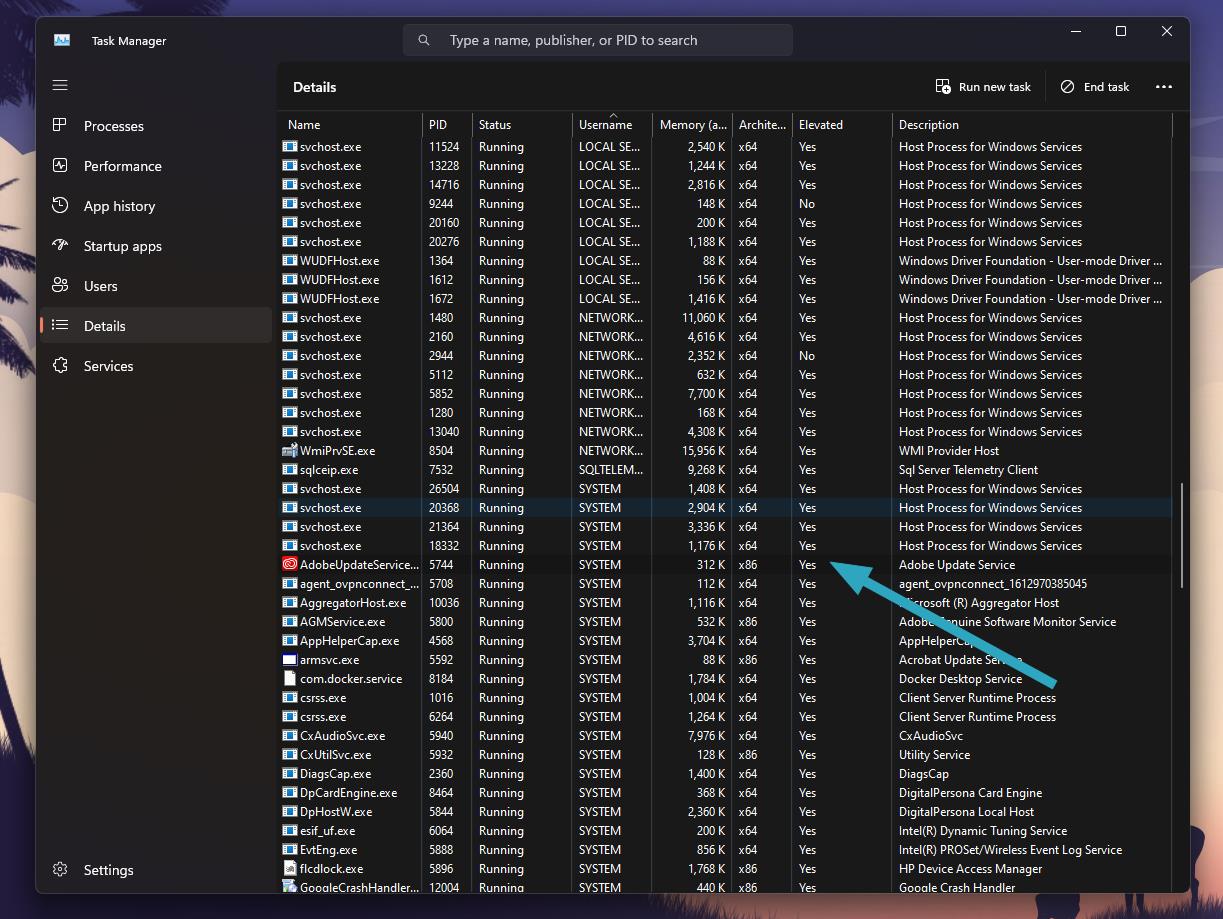 Task Manager
Type a name, publisher, or PID to search
Processes
Performance
App history
Startup apps
Users
Details
Services
Settings
Details
Run new task
End task
Name PID Status Username Memory (a... Archite... Elevated Description
svchost.exe 11524 Running LOCAL SE... 2,540 K x64 Yes Host Process for Windows Services
svchost.exe 13228 Running LOCAL SE... 1,244 K x64 Yes Host Process for Windows Services
svchost.exe 14716 Running LOCAL SE... 2,816 K x64 Yes Host Process for Windows Services
svchost.exe 9244 Running LOCAL SE... 148 K x64 No Host Process for Windows Services
svchost.exe 20160 Running LOCAL SE... 200 K x64 Yes Host Process for Windows Services
svchost.exe 20276 Running LOCAL SE... 1,188 K x64 Yes Host Process for Windows Services
WUDFHost.exe 1364 Running LOCAL SE... 88 K x64 Yes Windows Driver Foundation - User-mode Driver ...
WUDFHost.exe 1612 Running LOCAL SE... 156 K x64 Yes Windows Driver Foundation - User-mode Driver ...
WUDFHost.exe 1672 Running LOCAL SE... 1,416 K x64 Yes Windows Driver Foundation - User-mode Driver ...
svchost.exe 1480 Running NETWORK... 11,060 K x64 Yes Host Process for Windows Services
svchost.exe 2160 Running NETWORK... 4,616 K x64 Yes Host Process for Windows Services
svchost.exe 2944 Running NETWORK... 2,352 K x64 No Host Process for Windows Services
svchost.exe 5112 Running NETWORK... 632 K x64 Yes Host Process for Windows Services
svchost.exe 5852 Running NETWORK... 7,700 K x64 Yes Host Process for Windows Services
svchost.exe 1280 Running NETWORK... 168 K x64 Yes Host Process for Windows Services
svchost.exe 13040 Running NETWORK... 4,308 K x64 Yes Host Process for Windows Services
WmiPrvSE.exe 8504 Running NETWORK... 15,956 K x64 Yes WMI Provider Host
sqlceip.exe 7532 Running SQLTELEM... 9,268 K x64 Yes Sql Server Telemetry Client
svchost.exe 26504 Running SYSTEM 1,408 K x64 Yes Host Process for Windows Services
svchost.exe 20368 Running SYSTEM 2,904 K x64 Yes Host Process for Windows Services
svchost.exe 21364 Running SYSTEM 3,336 K x64 Yes Host Process for Windows Services
svchost.exe 18332 Running SYSTEM 1,176 K x64 Yes Host Process for Windows Services
AdobeUpdateService... 5744 Running SYSTEM 312 K x86 Yes Adobe Update Service
agent_ovpnconnect_... 5708 Running SYSTEM 112 K x64 Yes agent_ovpnconnect_1612970385045
AggregatorHost.exe 10036 Running SYSTEM 1,116 K x64 Yes Microsoft (R) Aggregator Host
AGMService.exe 5800 Running SYSTEM 532 K x86 Yes Adobe Genuine Software Monitor Service
AppHelperCap.exe 4568 Running SYSTEM 3,704 K x64 Yes AppHelperCap
armsvc.exe 5592 Running SYSTEM 88 K x86 Yes Acrobat Update Service
com.docker.service 8184 Running SYSTEM 1,784 K x64 Yes Docker Desktop Service
csrss.exe 1016 Running SYSTEM 1,004 K x64 Yes Client Server Runtime Process
csrss.exe 6264 Running SYSTEM 1,264 K x64 Yes Client Server Runtime Process
CxAudioSvc.exe 5940 Running SYSTEM 7,976 K x64 Yes CxAudioSvc
CxUtilSvc.exe 5932 Running SYSTEM 128 K x86 Yes Utility Service
DiagsCap.exe 2360 Running SYSTEM 1,400 K x64 Yes DiagsCap
DpCardEngine.exe 8464 Running SYSTEM 368 K x64 Yes DigitalPersona Card Engine
DpHostW.exe 5844 Running SYSTEM 2,360 K x64 Yes DigitalPersona Local Host
esif_uf.exe 6064 Running SYSTEM 200 K x64 Yes Intel(R) Dynamic Tuning Service
EvtEng.exe 5888 Running SYSTEM 856 K x64 Yes Intel(R) PROSet/Wireless Event Log Service
flcdlock.exe 5896 Running SYSTEM 1,768 K x86 Yes HP Device Access Manager
GoogleCrashHandler... 12004 Running SYSTEM 440 K x86 Yes Google Crash Handler